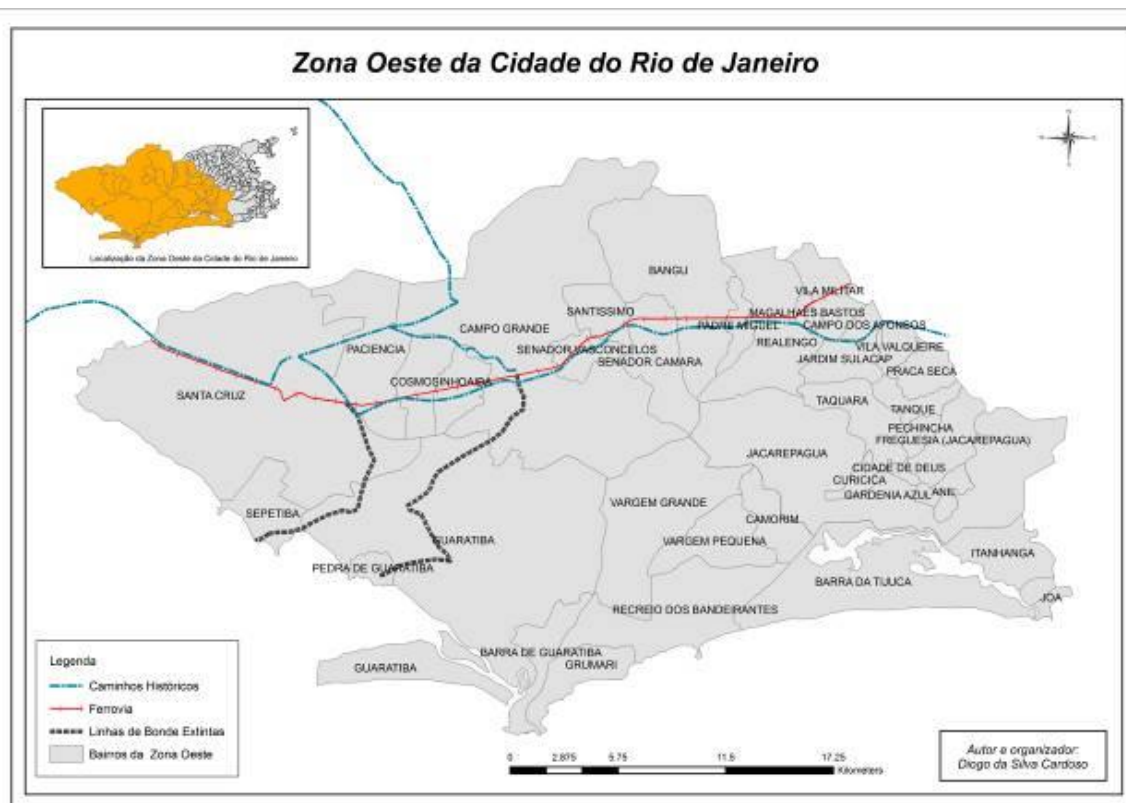 Zona Oeste da Cidade do Rio de Janeiro
Localização da Zona Oeste da Cidade do Rio de Janeiro
BANGU
VILA MILITAR
SANTISSIMO
MAGALHAES BASTOS
PADRE MIGUEL
CAMPO DOS AFONSOS
CAMPO GRANDE
REALENGO
PACIENCIA
SENADOR VASCONCELOS
VILA VALQUEIRE
SENADOR CAMARA
JARDIM SULACAP
PRACA SECA
COSMOS
INHOAIBA
SANTA CRUZ
TAQUARA
TANQUE
PECHINCHA
FREGUESIA (JACAREPAGUA)
JACAREPAGUA
CIDADE DE DEUS
CURICICA
GARDENIA AZUL
ANIL
VARGEM GRANDE
SEPETIBA
CAMORIM
GUARATIBA
VARGEM PEQUENA
ITANHANGA
PEDRA DE GUARATIBA
BARRA DA TIJUCA
JOA
RECREIO DOS BANDEIRANTES
BARRA DE GUARATIBA
GRUMARI
GUARATIBA
Legenda
Caminhos Históricos
Ferrovia
Linhas de Bonde Extintas
Bairros da Zona Oeste
0 2.875 5.75 11.5 17.25
Kilometers
Autor e organizador:
Diogo da Silva Cardoso